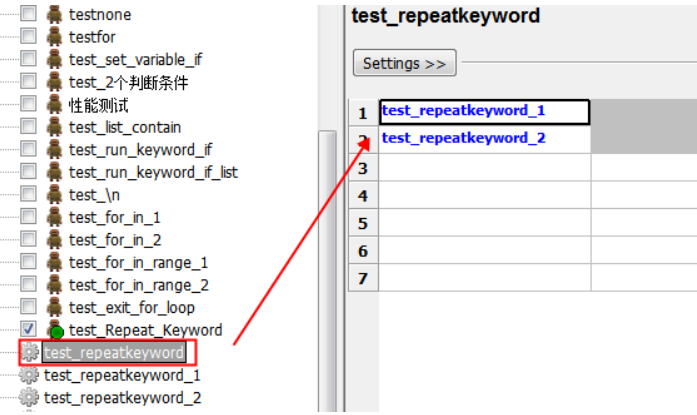 testnone
testfor
test_set_variable_if
test_2个判断条件
性能测试
test_list_contain
test_run_keyword_if
test_run_keyword_if_list
test_\n
test_for_in_1
test_for_in_2
test_for_in_range_1
test_for_in_range_2
test_exit_for_loop
test_Repeat_Keyword
test_repeatkeyword
test_repeatkeyword_1
test_repeatkeyword_2
test_repeatkeyword
Settings >>
1 test_repeatkeyword_1
2 test_repeatkeyword_2
3
4
5
6
7